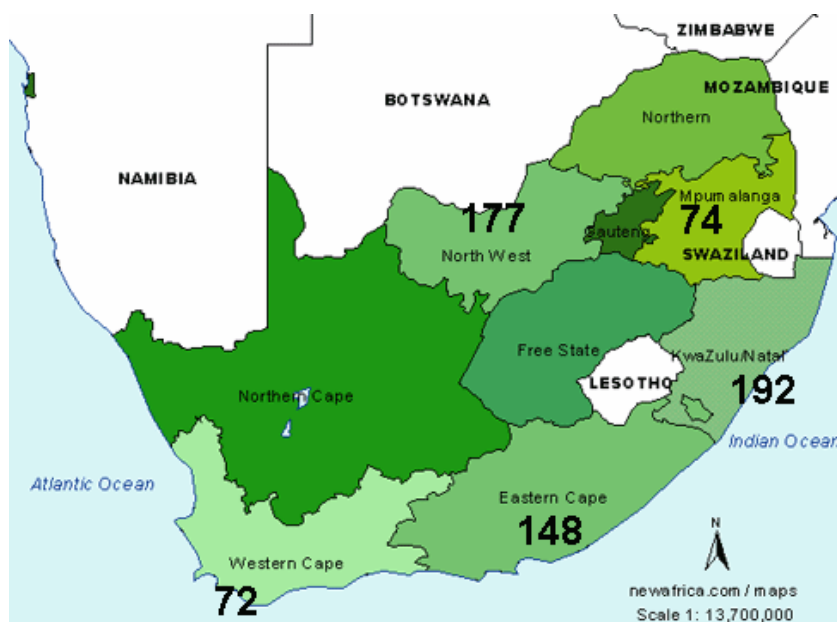 ZIMBABWE
BOTSWANA
MOZAMBIQUE
Northern
NAMIBIA
Mpumalanga
177
74
Gauteng
North West
SWAZILAND
Free State
KwaZulu/Natal
LESOTHO
192
Northern Cape
Indian Ocean
Atlantic Ocean
Eastern Cape
148
N
Western Cape
72
newafrica.com / maps
Scale 1: 13,700,000